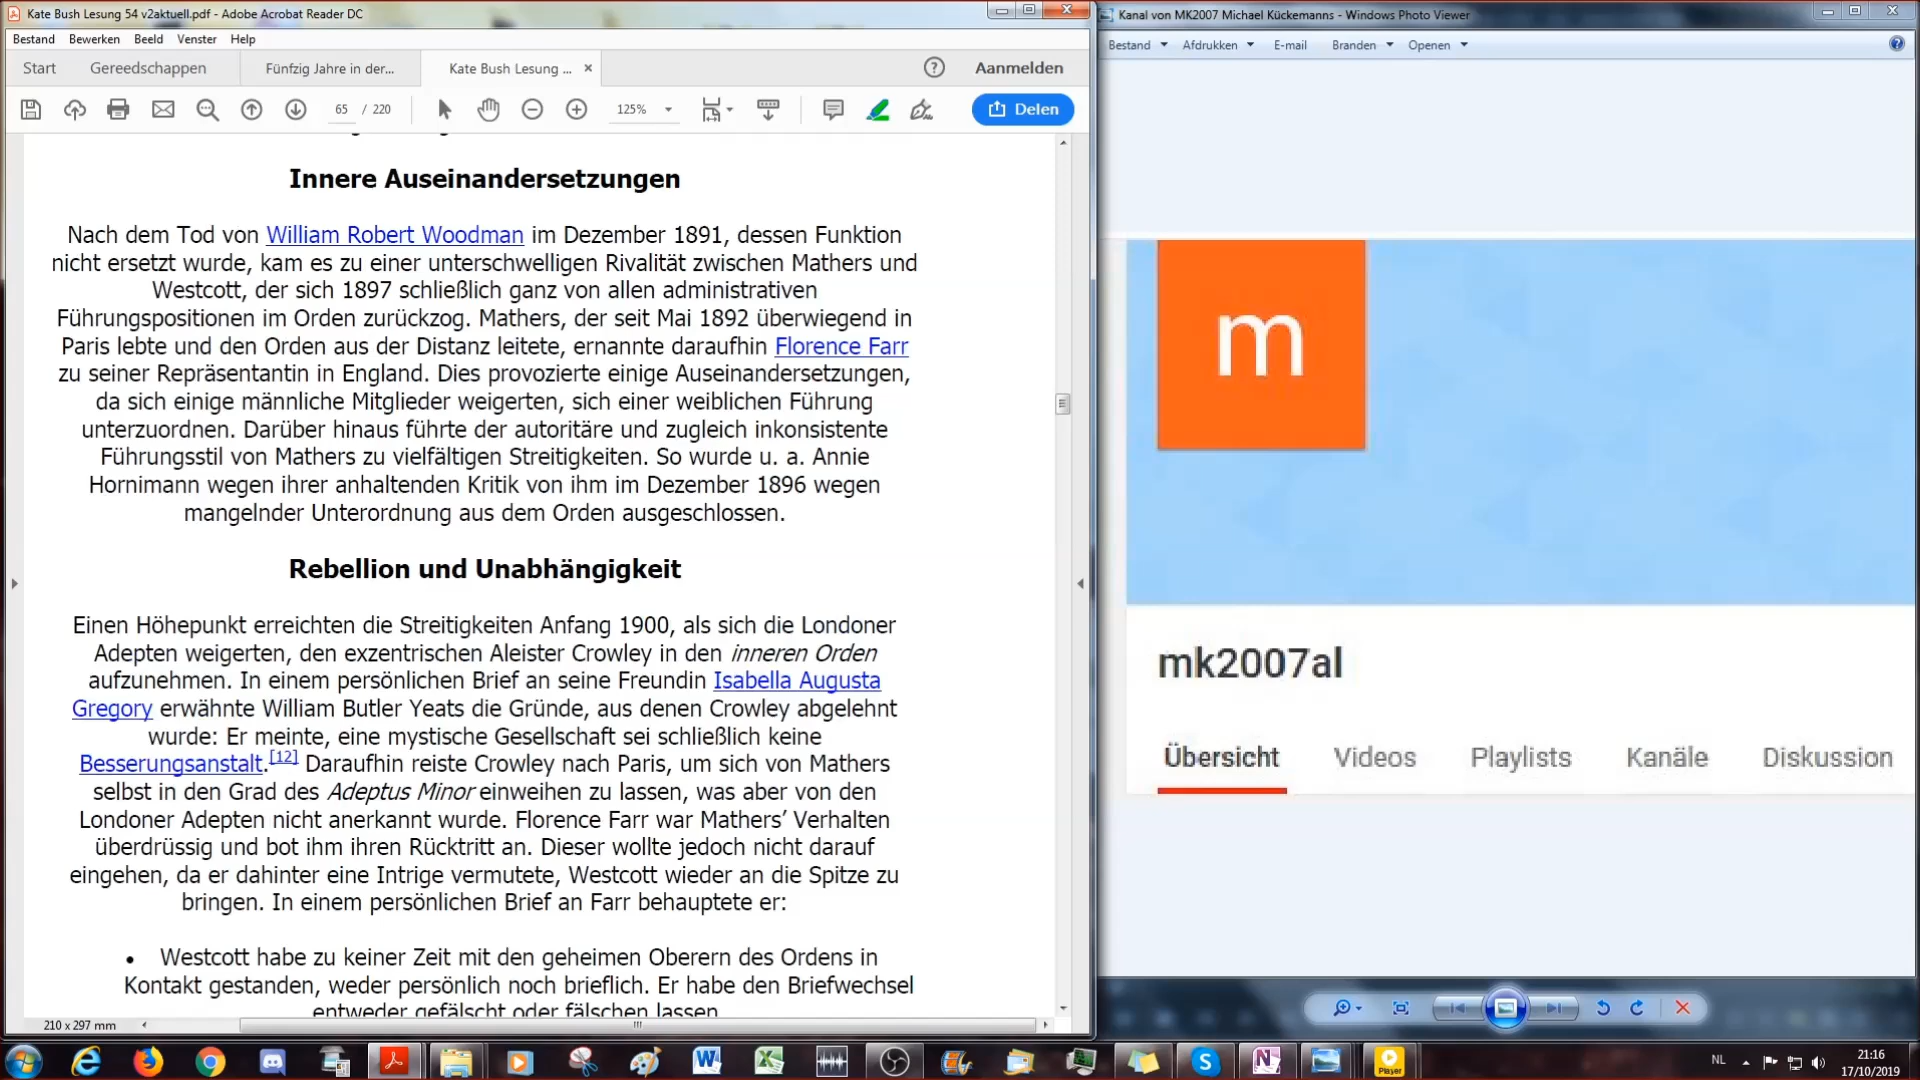 Kate Bush Lesung 54 v2aktuell.pdf - Adobe Acrobat Reader DC
Bestand Bewerken Beeld Venster Help
Start Gereedschappen Fünfzig Jahre in der... Kate Bush Lesung ... × Aanmelden
65 / 220 125% Delen
Innere Auseinandersetzungen
Nach dem Tod von William Robert Woodman im Dezember 1891, dessen Funktion
nicht ersetzt wurde, kam es zu einer unterschwelligen Rivalität zwischen Mathers und
Westcott, der sich 1897 schließlich ganz von allen administrativen
Führungspositionen im Orden zurückzog. Mathers, der seit Mai 1892 überwiegend in
Paris lebte und den Orden aus der Distanz leitete, ernannte daraufhin Florence Farr
zu seiner Repräsentantin in England. Dies provozierte einige Auseinandersetzungen,
da sich einige männliche Mitglieder weigerten, sich einer weiblichen Führung
unterzuordnen. Darüber hinaus führte der autoritäre und zugleich inkonsistente
Führungsstil von Mathers zu vielfältigen Streitigkeiten. So wurde u. a. Annie
Hornimann wegen ihrer anhaltenden Kritik von ihm im Dezember 1896 wegen
mangelnder Unterordnung aus dem Orden ausgeschlossen.
Rebellion und Unabhängigkeit
Einen Höhepunkt erreichten die Streitigkeiten Anfang 1900, als sich die Londoner
Adepten weigerten, den exzentrischen Aleister Crowley in den inneren Orden
aufzunehmen. In einem persönlichen Brief an seine Freundin Isabella Augusta
Gregory erwähnte William Butler Yeats die Gründe, aus denen Crowley abgelehnt
wurde: Er meinte, eine mystische Gesellschaft sei schließlich keine
Besserungsanstalt.[12] Daraufhin reiste Crowley nach Paris, um sich von Mathers
selbst in den Grad des Adeptus Minor einweihen zu lassen, was aber von den
Londoner Adepten nicht anerkannt wurde. Florence Farr war Mathers’ Verhalten
überdrüssig und bot ihm ihren Rücktritt an. Dieser wollte jedoch nicht darauf
eingehen, da er dahinter eine Intrige vermutete, Westcott wieder an die Spitze zu
bringen. In einem persönlichen Brief an Farr behauptete er:
• Westcott habe zu keiner Zeit mit den geheimen Oberern des Ordens in
Kontakt gestanden, weder persönlich noch brieflich. Er habe den Briefwechsel
entweder gefälscht oder fälschen lassen
210 x 297 mm
Kanal von MK2007 Michael Kückemanns - Windows Photo Viewer
Bestand Afdrukken E-mail Branden Openen
m
mk2007al
Übersicht Videos Playlists Kanäle Diskussion
Player
NL
21:16
17/10/2019